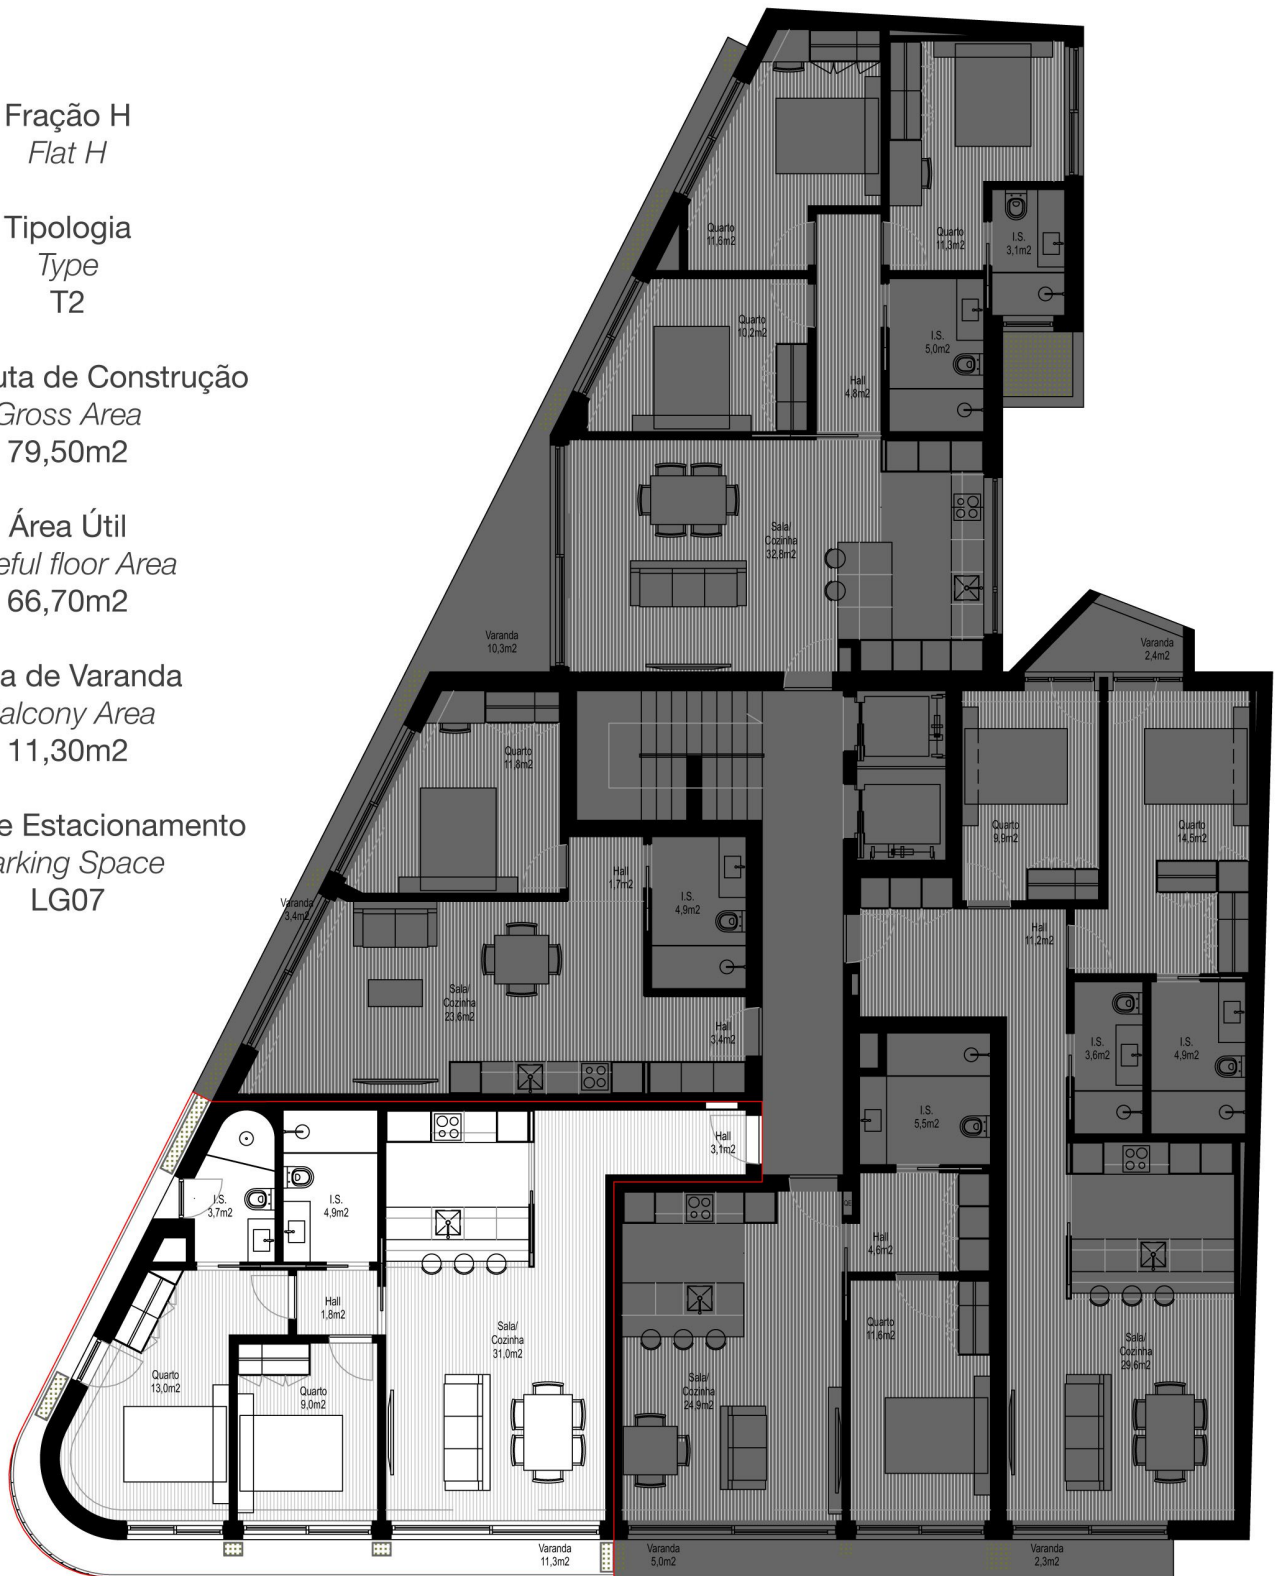 Fração H
Flat H
Tipologia
Type
T2
uta de Construção
Gross Area
79,50m2
Área Útil
eful floor Area
66,70m2
a de Varanda
alcony Area
11,30m2
e Estacionamento
arking Space
LG07
Quarto
11,6m2
Quarto
11,3m2
I.S.
3,1m2
Quarto
10,2m2
I.S.
5,0m2
Hall
4,8m2
Sala/
Cozinha
32,8m2
Varanda
10,3m2
Varanda
2,4m2
Quarto
11,8m2
Quarto
9,9m2
Quarto
14,5m2
Hall
1,7m2
I.S.
4,9m2
Varanda
3,4m2
Hall
11,2m2
Sala/
Cozinha
23,6m2
Hall
3,4m2
I.S.
3,6m2
I.S.
4,9m2
I.S.
5,5m2
Hall
3,1m2
I.S.
3,7m2
I.S.
4,9m2
Hall
4,6m2
Hall
1,8m2
Sala/
Cozinha
31,0m2
Quarto
11,6m2
Sala/
Cozinha
29,6m2
Quarto
13,0m2
Quarto
9,0m2
Sala/
Cozinha
24,9m2
Varanda
11,3m2
Varanda
5,0m2
Varanda
2,3m2